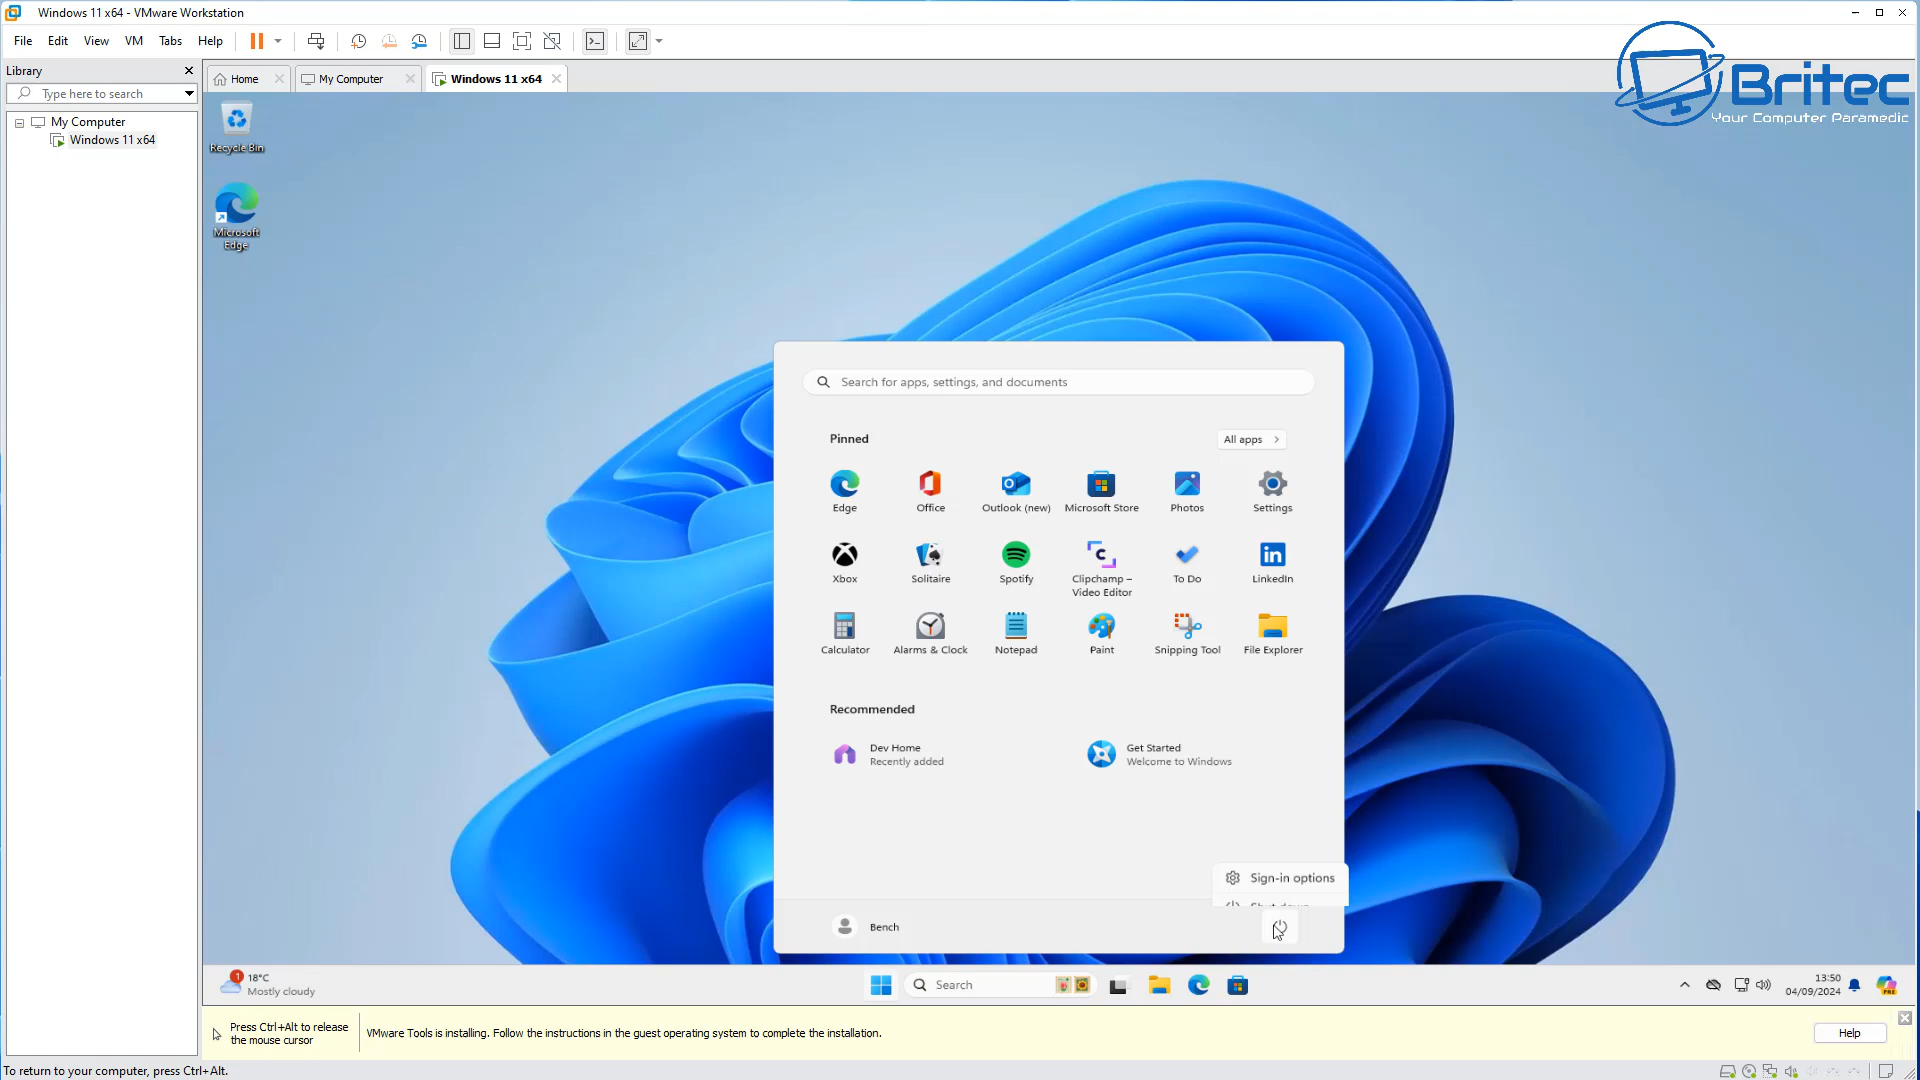 Windows 11 x64 - VMware Workstation
File Edit View VM Tabs Help
Library
Type here to search
My Computer
Windows 11 x64
Home
My Computer
Windows 11 x64
Britec
Your Computer Paramedic
Recycle Bin
Microsoft
Edge
Search for apps, settings, and documents
Pinned
All apps
Edge
Office
Outlook (new)
Microsoft Store
Photos
Settings
Xbox
Solitaire
Spotify
Clipchamp –
Video Editor
To Do
LinkedIn
Calculator
Alarms & Clock
Notepad
Paint
Snipping Tool
File Explorer
Recommended
Dev Home
Recently added
Get Started
Welcome to Windows
Sign-in options
Shut down
Bench
1
18°C
Mostly cloudy
Search
13:50
04/09/2024
PRE
Press Ctrl+Alt to release
the mouse cursor
VMware Tools is installing. Follow the instructions in the guest operating system to complete the installation.
Help
To return to your computer, press Ctrl+Alt.